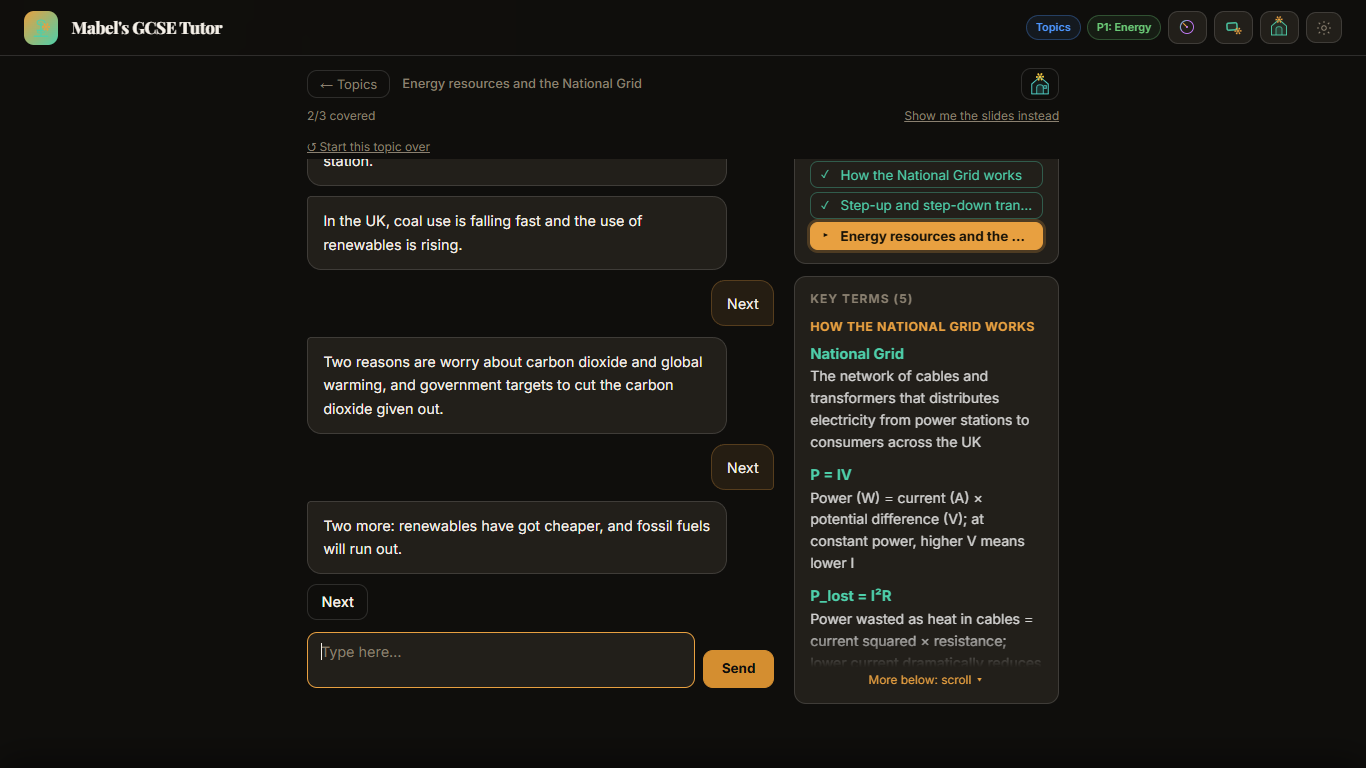 Mabel's GCSE Tutor
Topics
P1: Energy
← Topics
Energy resources and the National Grid
2/3 covered
Show me the slides instead
↺ Start this topic over
station.
In the UK, coal use is falling fast and the use of
renewables is rising.
Next
Two reasons are worry about carbon dioxide and global
warming, and government targets to cut the carbon
dioxide given out.
Next
Two more: renewables have got cheaper, and fossil fuels
will run out.
Next
Type here...
Send
✓ How the National Grid works
✓ Step-up and step-down tran...
‣ Energy resources and the ...
KEY TERMS (5)
HOW THE NATIONAL GRID WORKS
National Grid
The network of cables and
transformers that distributes
electricity from power stations to
consumers across the UK
P = IV
Power (W) = current (A) ×
potential difference (V); at
constant power, higher V means
lower I
P_lost = I²R
Power wasted as heat in cables =
current squared × resistance;
lower current dramatically reduces
More below: scroll ▾